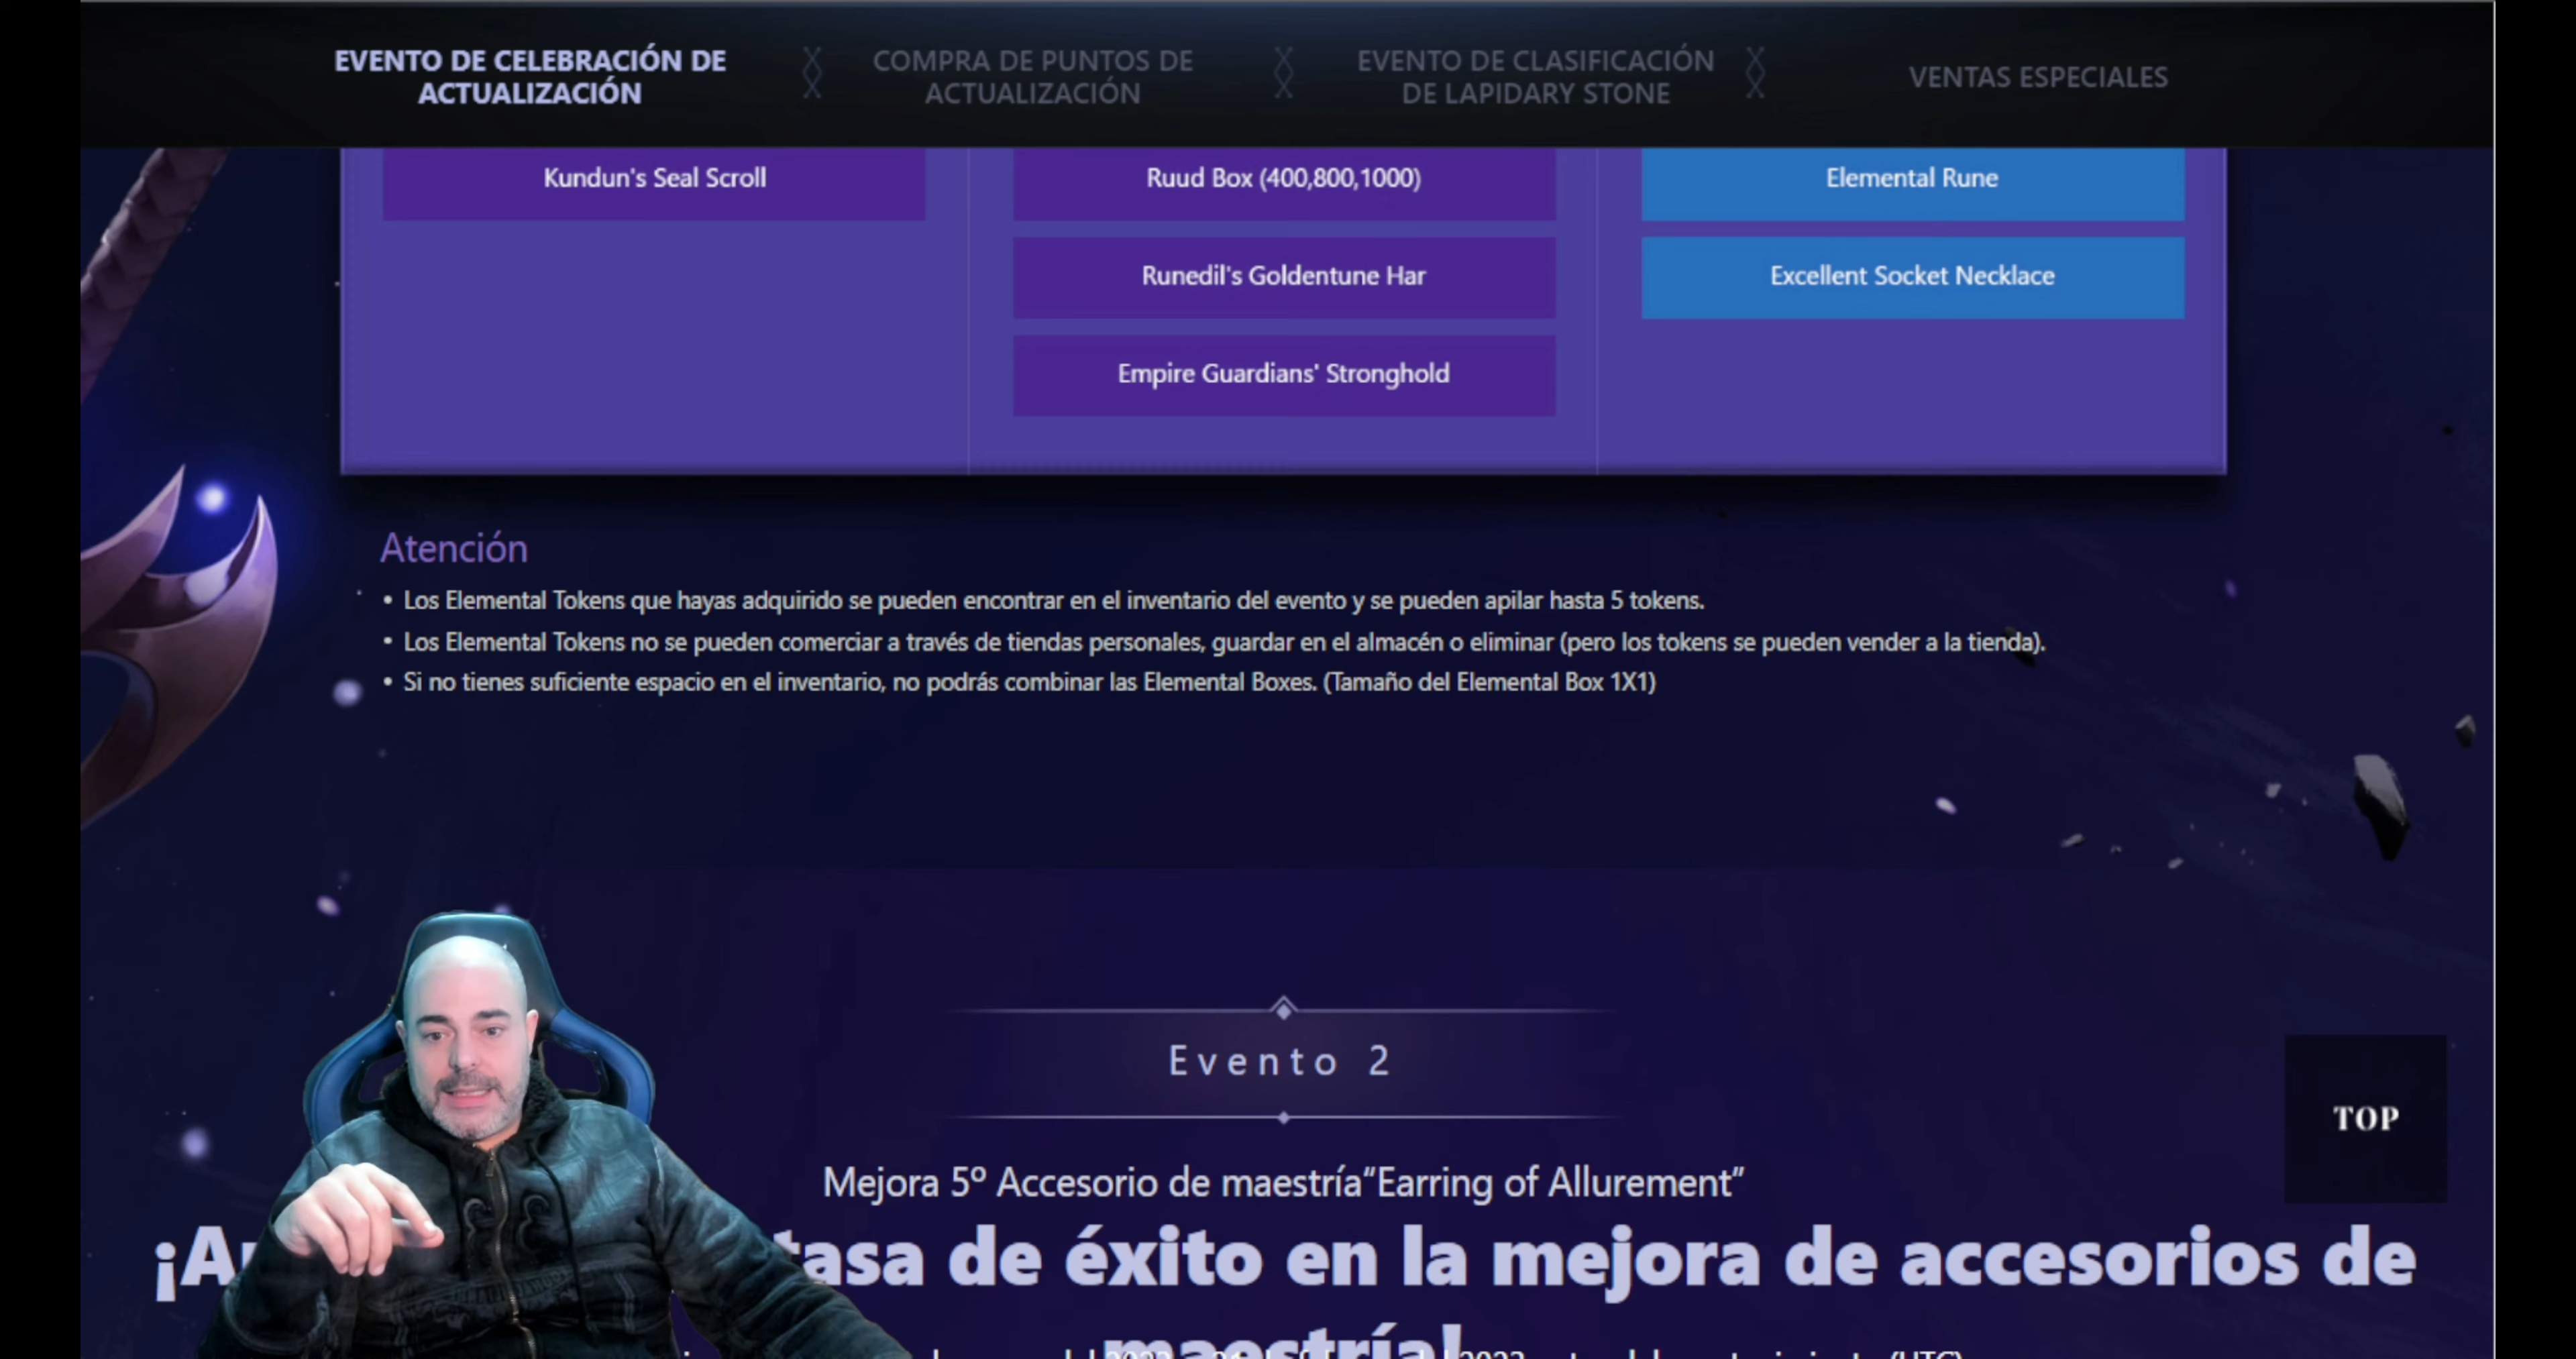 EVENTO DE CELEBRACIÓN DE
ACTUALIZACIÓN
COMPRA DE PUNTOS DE
ACTUALIZACIÓN
EVENTO DE CLASIFICACIÓN
DE LAPIDARY STONE
VENTAS ESPECIALES
Kundun's Seal Scroll
Ruud Box (400,800,1000)
Elemental Rune
Runedil's Goldentune Har
Excellent Socket Necklace
Empire Guardians' Stronghold
Atención
• Los Elemental Tokens que hayas adquirido se pueden encontrar en el inventario del evento y se pueden apilar hasta 5 tokens.
• Los Elemental Tokens no se pueden comerciar a través de tiendas personales, guardar en el almacén o eliminar (pero los tokens se pueden vender a la tienda).
• Si no tienes suficiente espacio en el inventario, no podrás combinar las Elemental Boxes. (Tamaño del Elemental Box 1X1)
Evento 2
TOP
Mejora 5º Accesorio de maestría“Earring of Allurement”
tasa de éxito en la mejora de accesorios de
maestría!